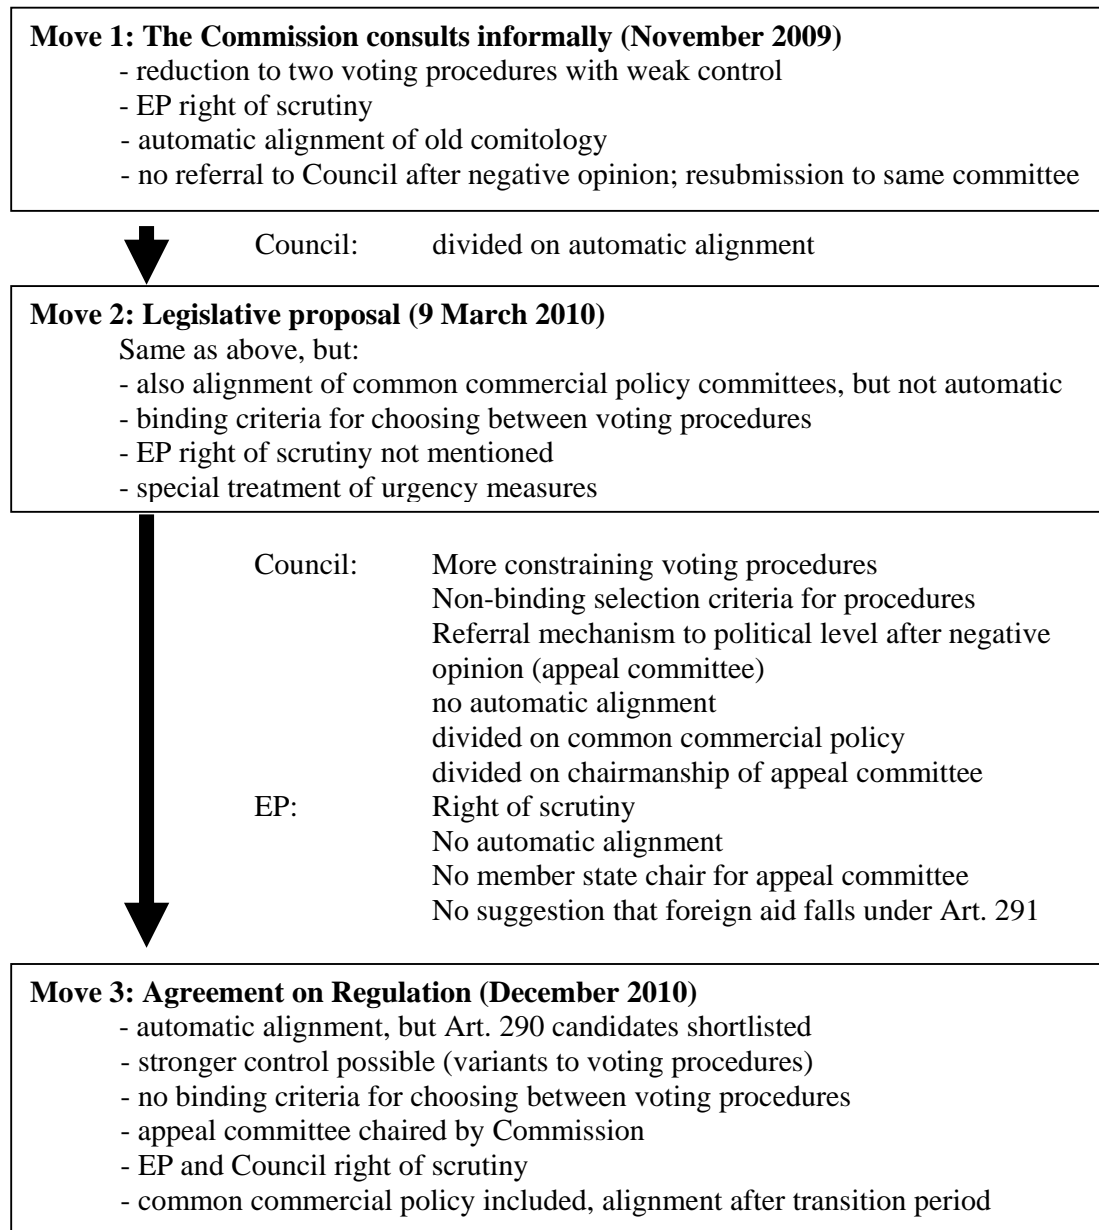 Move 1: The Commission consults informally (November 2009)
- reduction to two voting procedures with weak control
- EP right of scrutiny
- automatic alignment of old comitology
- no referral to Council after negative opinion; resubmission to same committee
Council: divided on automatic alignment
Move 2: Legislative proposal (9 March 2010)
Same as above, but:
- also alignment of common commercial policy committees, but not automatic
- binding criteria for choosing between voting procedures
- EP right of scrutiny not mentioned
- special treatment of urgency measures
Council: More constraining voting procedures
Non-binding selection criteria for procedures
Referral mechanism to political level after negative
opinion (appeal committee)
no automatic alignment
divided on common commercial policy
divided on chairmanship of appeal committee
EP: Right of scrutiny
No automatic alignment
No member state chair for appeal committee
No suggestion that foreign aid falls under Art. 291
Move 3: Agreement on Regulation (December 2010)
- automatic alignment, but Art. 290 candidates shortlisted
- stronger control possible (variants to voting procedures)
- no binding criteria for choosing between voting procedures
- appeal committee chaired by Commission
- EP and Council right of scrutiny
- common commercial policy included, alignment after transition period